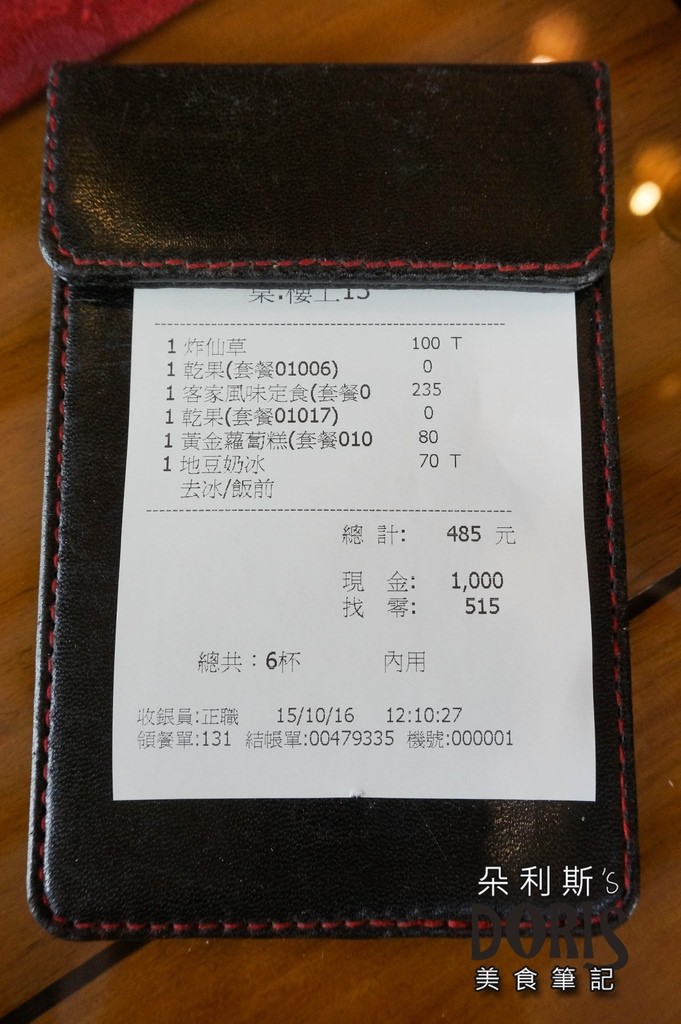 桌:樓上15
1 炸仙草 100 T
1 乾果(套餐01006) 0
1 客家風味定食(套餐0 235
1 乾果(套餐01017) 0
1 黃金蘿蔔糕(套餐010 80
1 地豆奶冰 70 T
去冰/飯前
總 計: 485 元
現 金: 1,000
找 零: 515
總共：6杯 內用
收銀員:正職 15/10/16 12:10:27
領餐單:131 結帳單:00479335 機號:000001
朵利斯's
DORIS
美食筆記